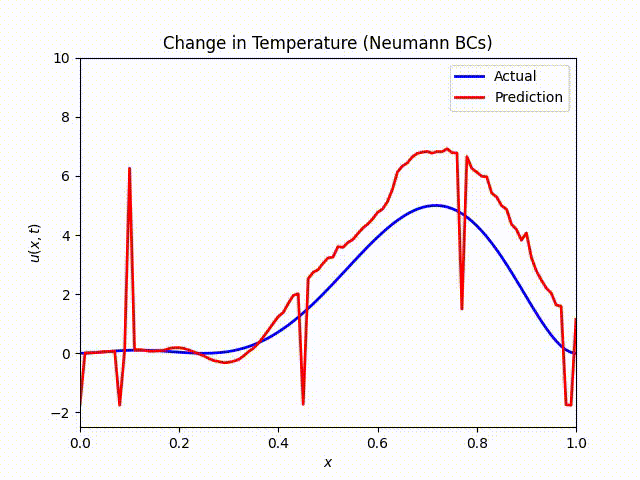 Change in Temperature (Neumann BCs)
Actual
Prediction
10
8
6
4
2
0
−2
u(x, t)
0.0 0.2 0.4 0.6 0.8 1.0
x